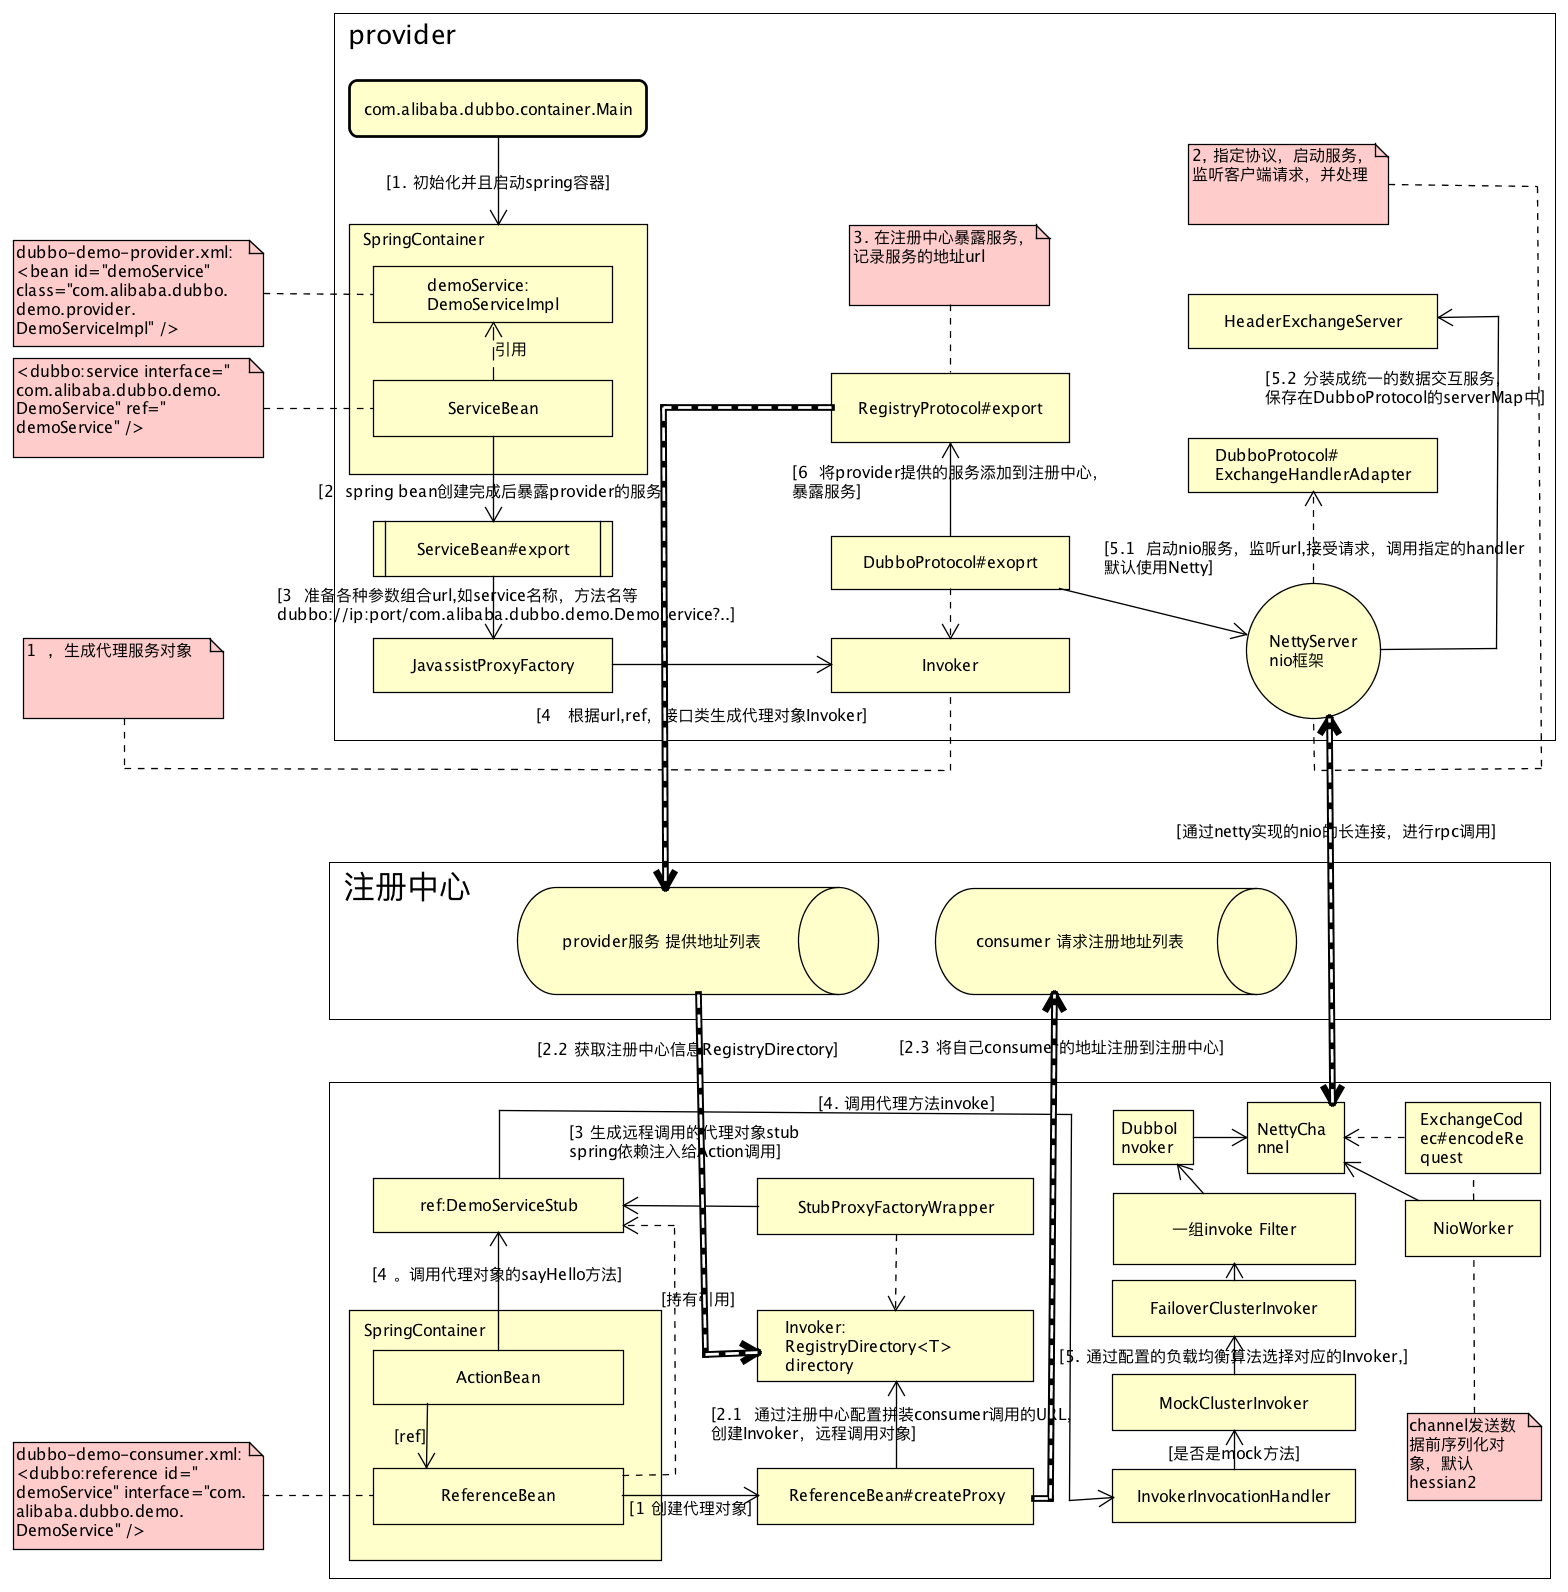 provider
com.alibaba.dubbo.container.Main
[1. 初始化并且启动spring容器]
2, 指定协议，启动服务，
监听客户端请求，并处理
SpringContainer
dubbo-demo-provider.xml:
<bean id="demoService"
class="com.alibaba.dubbo.
demo.provider.
DemoServiceImpl" />
demoService:
DemoServiceImpl
3. 在注册中心暴露服务，
记录服务的地址url
HeaderExchangeServer
引用
<dubbo:service interface="
com.alibaba.dubbo.demo.
DemoService" ref="
demoService" />
ServiceBean
RegistryProtocol#export
[5.2 分装成统一的数据交互服务，
保存在DubboProtocol的serverMap中]
DubboProtocol#
ExchangeHandlerAdapter
[2 spring bean创建完成后暴露provider的服务]
[6 将provider提供的服务添加到注册中心，
暴露服务]
ServiceBean#export
DubboProtocol#exoprt
[5.1 启动nio服务，监听url,接受请求，调用指定的handler
默认使用Netty]
[3 准备各种参数组合url,如service名称，方法名等
dubbo://ip:port/com.alibaba.dubbo.demo.DemoService?..]
1 ，生成代理服务对象
JavassistProxyFactory
Invoker
NettyServer
nio框架
[4 根据url,ref，接口类生成代理对象Invoker]
[通过netty实现的nio的长连接，进行rpc调用]
注册中心
provider服务 提供地址列表
consumer 请求注册地址列表
[2.2 获取注册中心信息RegistryDirectory]
[2.3 将自己consumer的地址注册到注册中心]
[4. 调用代理方法invoke]
[3 生成远程调用的代理对象stub
spring依赖注入给Action调用]
DubboI
nvoker
NettyCha
nnel
ExchangeCod
ec#encodeRe
quest
ref:DemoServiceStub
StubProxyFactoryWrapper
一组invoke Filter
NioWorker
[4 。调用代理对象的sayHello方法]
[持有引用]
SpringContainer
Invoker:
RegistryDirectory<T>
directory
FailoverClusterInvoker
[5. 通过配置的负载均衡算法选择对应的Invoker,]
ActionBean
MockClusterInvoker
[ref]
[2.1 通过注册中心配置拼装consumer调用的URL,
创建Invoker，远程调用对象]
[是否是mock方法]
channel发送数
据前序列化对
象，默认
hessian2
dubbo-demo-consumer.xml:
<dubbo:reference id="
demoService" interface="com.
alibaba.dubbo.demo.
DemoService" />
ReferenceBean
[1 创建代理对象]
ReferenceBean#createProxy
InvokerInvocationHandler